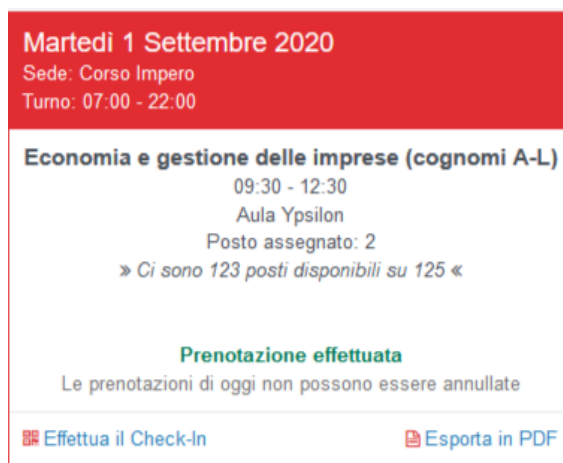 Martedì 1 Settembre 2020
Sede: Corso Impero
Turno: 07:00 - 22:00
Economia e gestione delle imprese (cognomi A-L)
09:30 - 12:30
Aula Ypsilon
Posto assegnato: 2
» Ci sono 123 posti disponibili su 125 «
Prenotazione effettuata
Le prenotazioni di oggi non possono essere annullate
Effettua il Check-In
Esporta in PDF